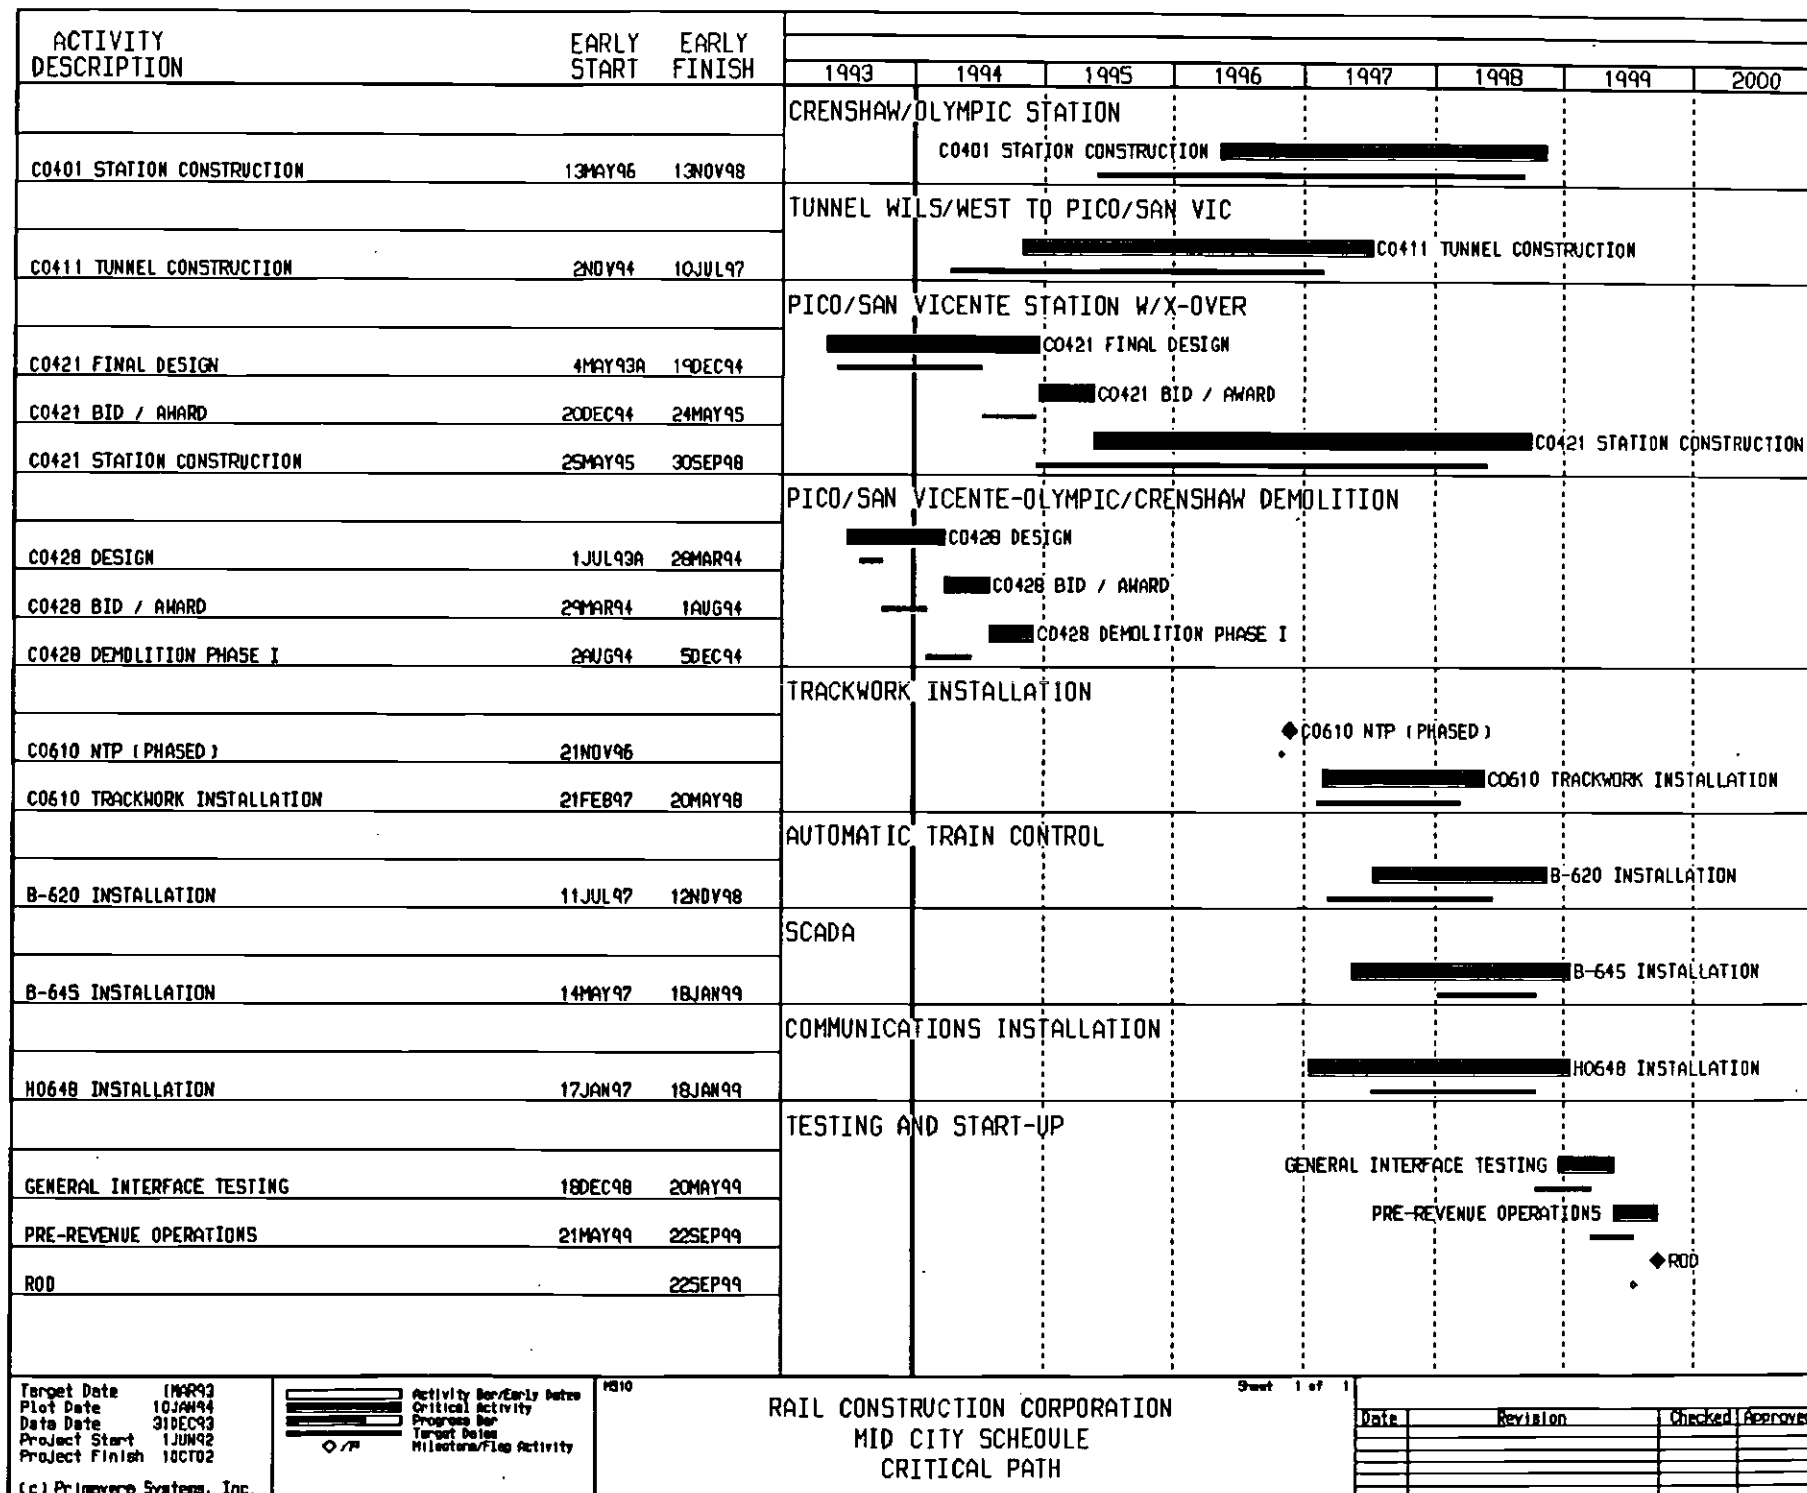 ACTIVITY DESCRIPTION EARLY START EARLY FINISH
1993 1994 1995 1996 1997 1998 1999 2000
CRENSHAW/OLYMPIC STATION
C0401 STATION CONSTRUCTION
C0401 STATION CONSTRUCTION 13MAY96 13NOV98
TUNNEL WILS/WEST TO PICO/SAN VIC
C0411 TUNNEL CONSTRUCTION
C0411 TUNNEL CONSTRUCTION 2NOV94 10JUL97
PICO/SAN VICENTE STATION W/X-OVER
C0421 FINAL DESIGN
C0421 FINAL DESIGN 4MAY93A 19DEC94
C0421 BID / AWARD
C0421 BID / AWARD 20DEC94 24MAY95
C0421 STATION CONSTRUCTION
C0421 STATION CONSTRUCTION 25MAY95 30SEP98
PICO/SAN VICENTE-OLYMPIC/CRENSHAW DEMOLITION
C0428 DESIGN
C0428 DESIGN 1JUL93A 28MAR94
C0428 BID / AWARD
C0428 BID / AWARD 29MAR94 1AUG94
C0428 DEMOLITION PHASE I
C0428 DEMOLITION PHASE I 2AUG94 5DEC94
TRACKWORK INSTALLATION
C0610 NTP (PHASED)
C0610 NTP (PHASED) 21NOV96
C0610 TRACKWORK INSTALLATION
C0610 TRACKWORK INSTALLATION 21FEB97 20MAY98
AUTOMATIC TRAIN CONTROL
B-620 INSTALLATION
B-620 INSTALLATION 11JUL97 12NOV98
SCADA
B-645 INSTALLATION
B-645 INSTALLATION 14MAY97 18JAN99
COMMUNICATIONS INSTALLATION
H0648 INSTALLATION
H0648 INSTALLATION 17JAN97 18JAN99
TESTING AND START-UP
GENERAL INTERFACE TESTING
GENERAL INTERFACE TESTING 18DEC98 20MAY99
PRE-REVENUE OPERATIONS
PRE-REVENUE OPERATIONS 21MAY99 22SEP99
ROD
ROD 22SEP99
Target Date 1MAR93
Plot Date 10JAN94
Data Date 31DEC93
Project Start 1JUN92
Project Finish 1OCT02
(c) Primavera Systems, Inc.
Activity Bar/Early Dates
Critical Activity
Progress Bar
Target Dates
Milestone/Flag Activity
Sheet 1 of 1
RAIL CONSTRUCTION CORPORATION
MID CITY SCHEDULE
CRITICAL PATH
Date Revision Checked Approved